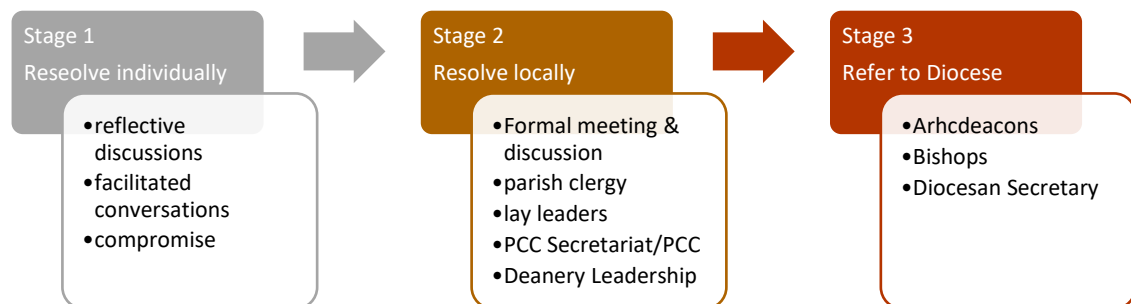 Stage 1
Reseolve individually
•reflective
discussions
•facilitated
conversations
•compromise
Stage 2
Resolve locally
•Formal meeting &
discussion
•parish clergy
•lay leaders
•PCC Secretariat/PCC
•Deanery Leadership
Stage 3
Refer to Diocese
•Arhcdeacons
•Bishops
•Diocesan Secretary